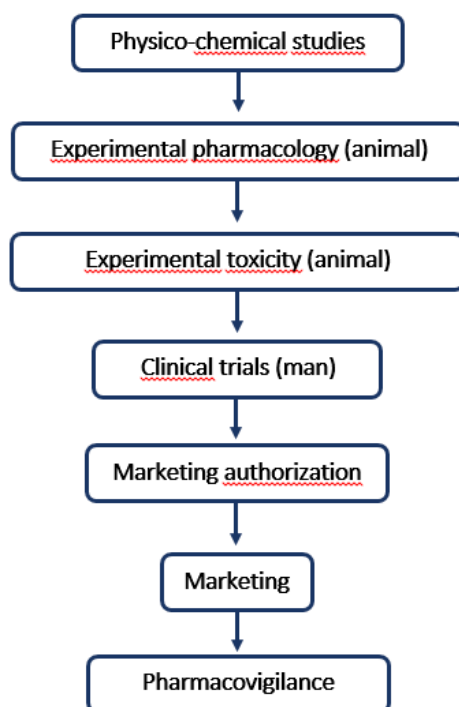 Physico-chemical studies
Experimental pharmacology (animal)
Experimental toxicity (animal)
Clinical trials (man)
Marketing authorization
Marketing
Pharmacovigilance